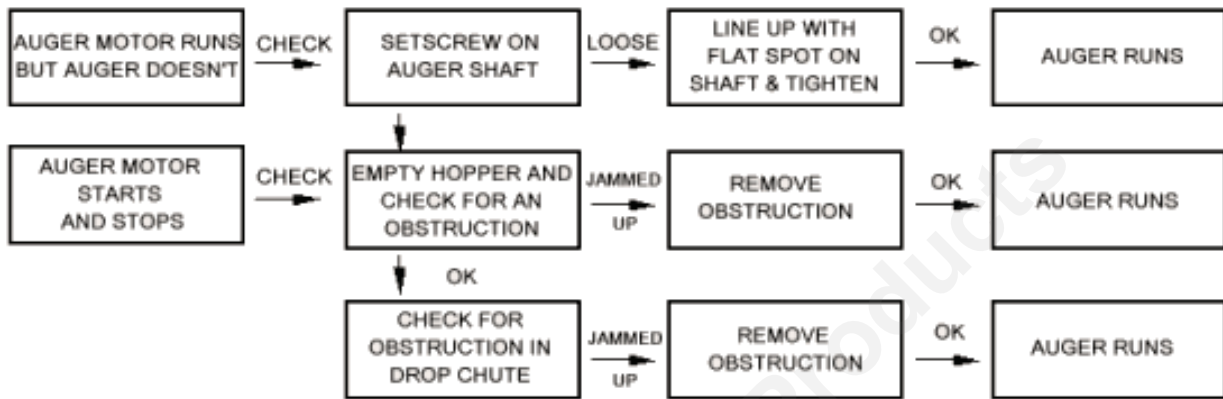 AUGER MOTOR RUNS
BUT AUGER DOESN'T
CHECK
SETSCREW ON
AUGER SHAFT
LOOSE
LINE UP WITH
FLAT SPOT ON
SHAFT & TIGHTEN
OK
AUGER RUNS
AUGER MOTOR
STARTS
AND STOPS
CHECK
EMPTY HOPPER AND
CHECK FOR AN
OBSTRUCTION
JAMMED
UP
REMOVE
OBSTRUCTION
OK
AUGER RUNS
OK
CHECK FOR
OBSTRUCTION IN
DROP CHUTE
JAMMED
UP
REMOVE
OBSTRUCTION
OK
AUGER RUNS
Products